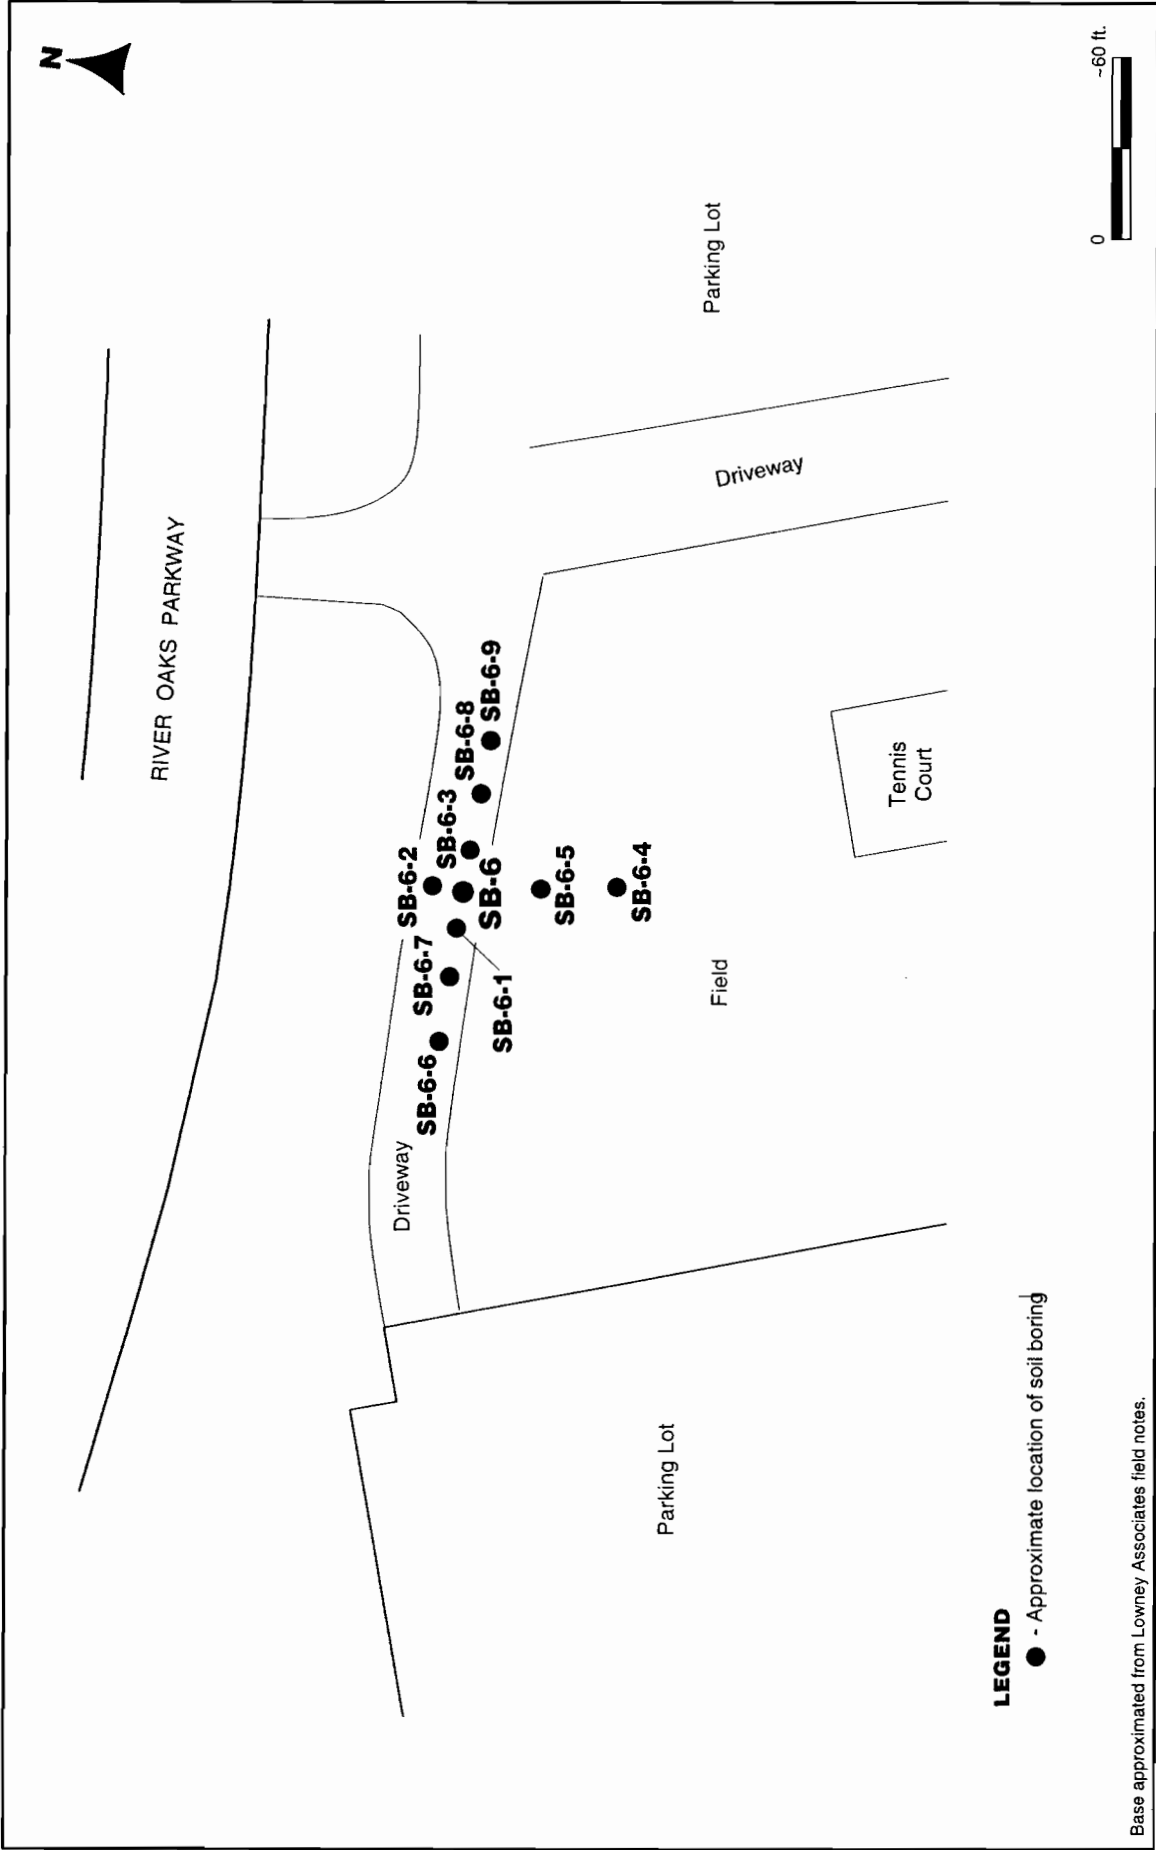 N
RIVER OAKS PARKWAY
SB-6-2
SB-6-3
SB-6-8
SB-6-9
SB-6-7
SB-6
SB-6-6
SB-6-1
SB-6-5
SB-6-4
Driveway
Driveway
Parking Lot
Field
Tennis
Court
Parking Lot
LEGEND
- Approximate location of soil boring
0
~60 ft.
Base approximated from Lowney Associates field notes.